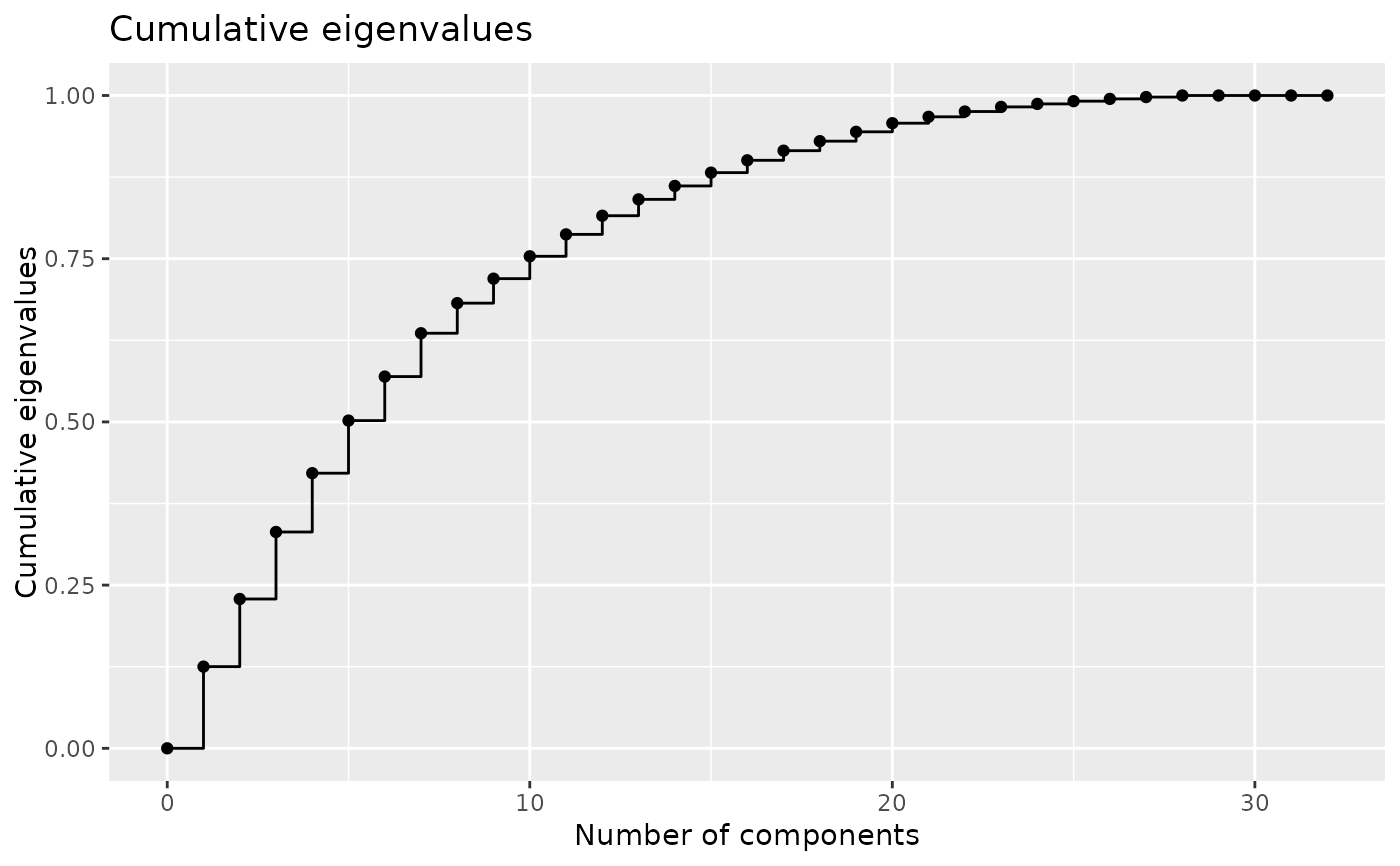 Cumulative eigenvalues
Cumulative eigenvalues
1.00
0.75
0.50
0.25
0.00
0 10 20 30
Number of components